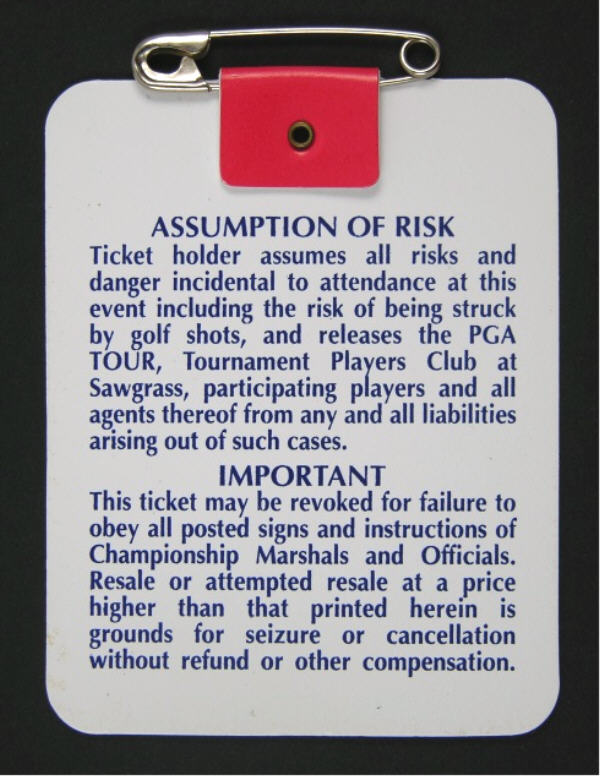 ASSUMPTION OF RISK
Ticket holder assumes all risks and
danger incidental to attendance at this
event including the risk of being struck
by golf shots, and releases the PGA
TOUR, Tournament Players Club at
Sawgrass, participating players and all
agents thereof from any and all liabilities
arising out of such cases.
IMPORTANT
This ticket may be revoked for failure to
obey all posted signs and instructions of
Championship Marshals and Officials.
Resale or attempted resale at a price
higher than that printed herein is
grounds for seizure or cancellation
without refund or other compensation.